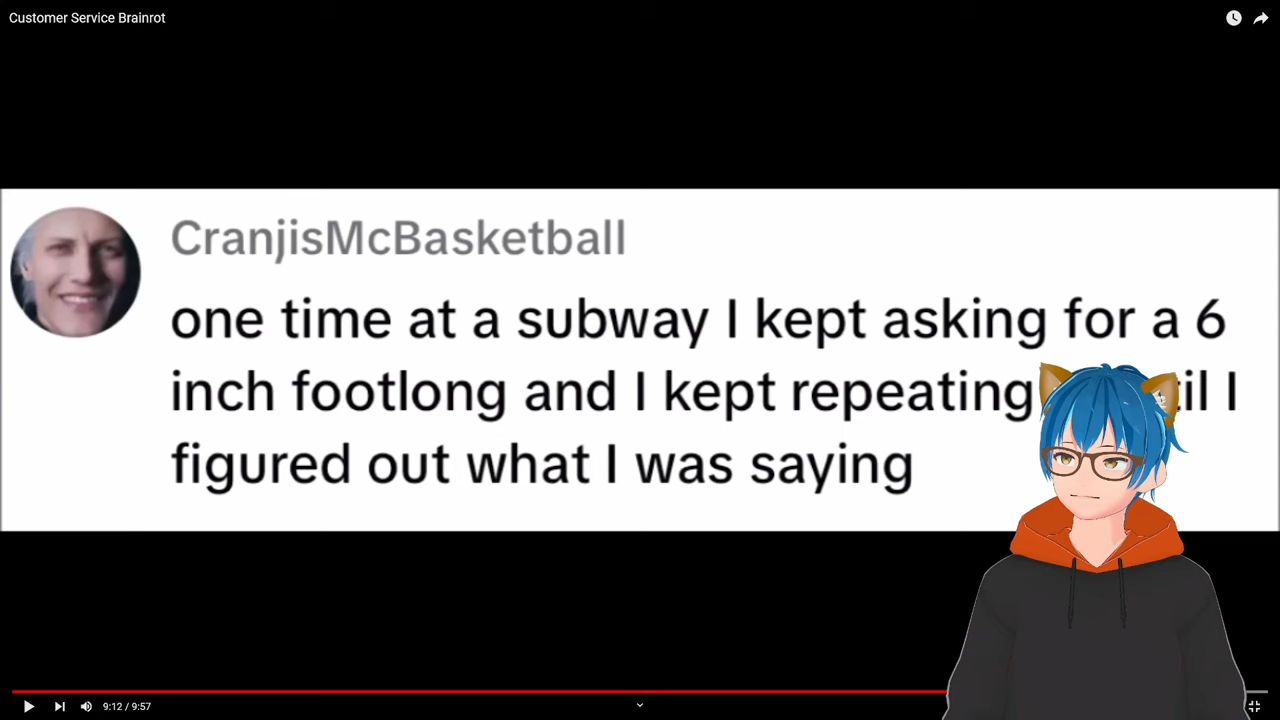 Customer Service Brainrot
CranjisMcBasketball
one time at a subway I kept asking for a 6
inch footlong and I kept repeating il I
figured out what I was saying
9:12 / 9:57